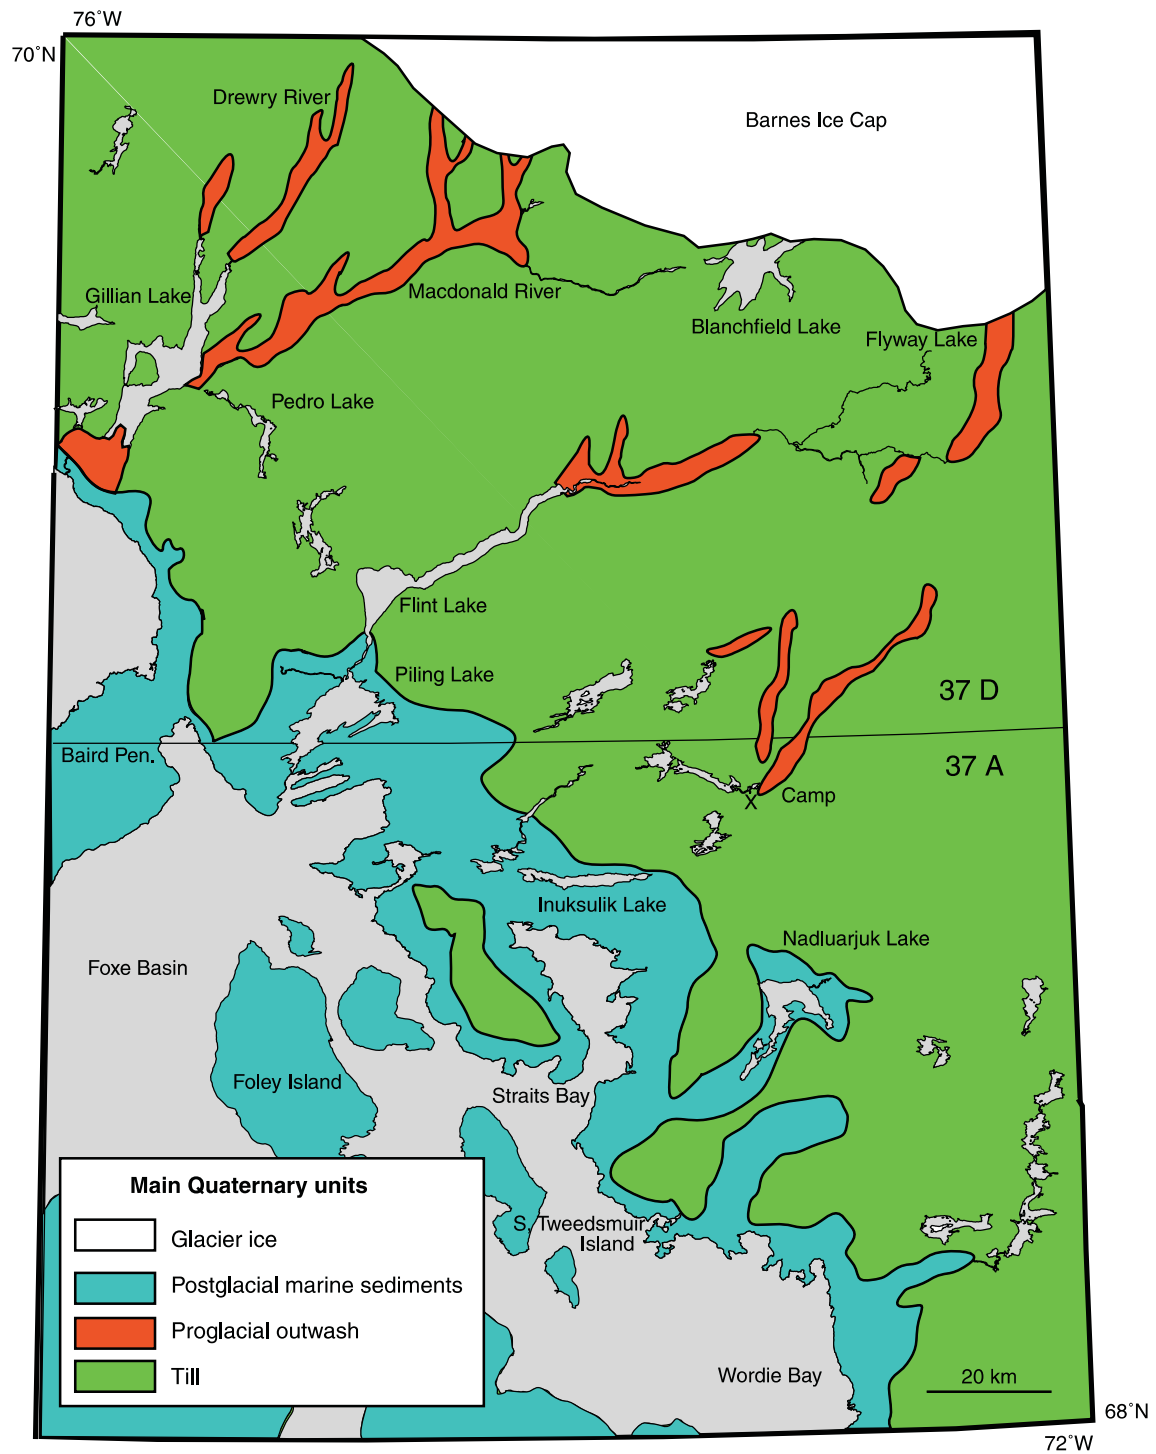 76˚W
70˚N
Drewry River
Barnes Ice Cap
Gillian Lake
Macdonald River
Blanchfield Lake
Flyway Lake
Pedro Lake
Flint Lake
Piling Lake
37 D
Baird Pen.
37 A
Camp
X
Inuksulik Lake
Nadluarjuk Lake
Foxe Basin
Foley Island
Straits Bay
S. Tweedsmuir
Island
Main Quaternary units
Glacier ice
Postglacial marine sediments
Proglacial outwash
Till
Wordie Bay
20 km
68˚N
72˚W